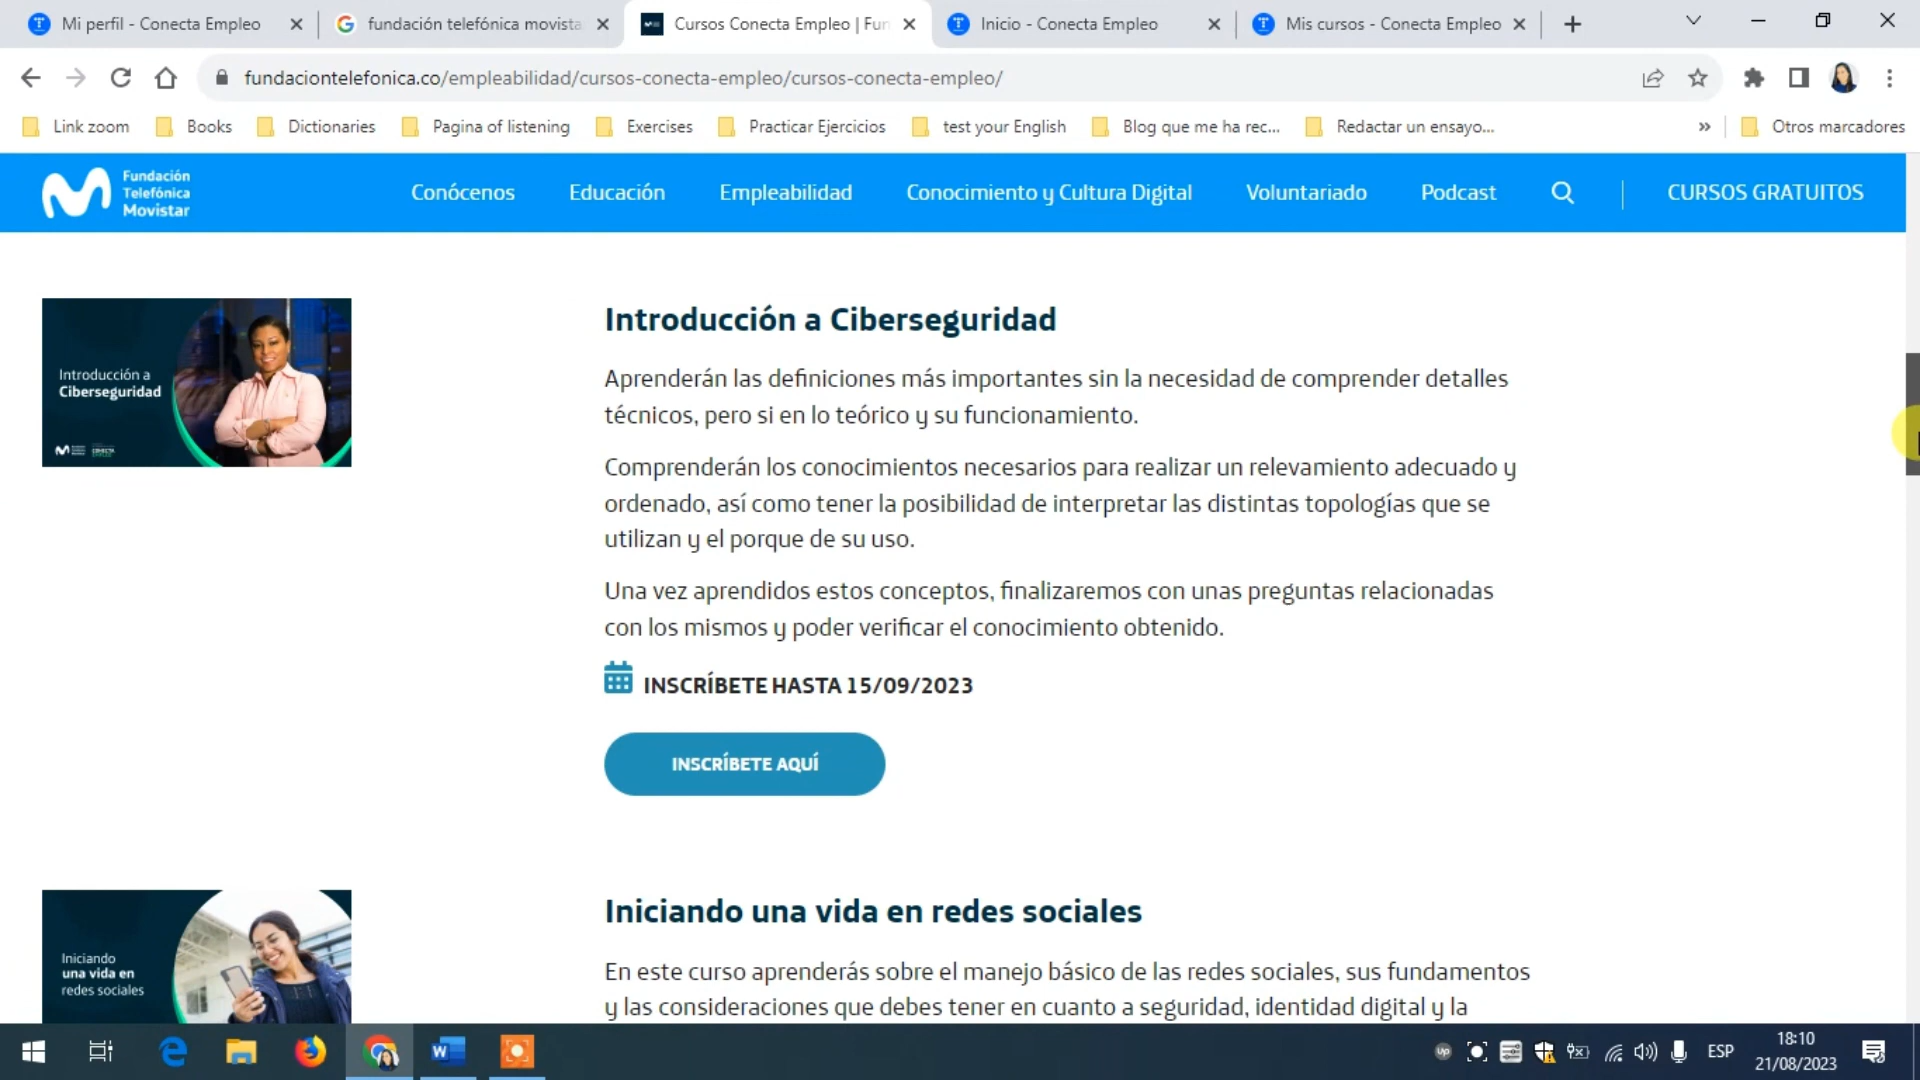 Mi perfil - Conecta Empleo
fundación telefónica movista
Cursos Conecta Empleo | Fun
Inicio - Conecta Empleo
Mis cursos - Conecta Empleo
fundaciontelefonica.co/empleabilidad/cursos-conecta-empleo/cursos-conecta-empleo/
Link zoom
Books
Dictionaries
Pagina of listening
Exercises
Practicar Ejercicios
test your English
Blog que me ha rec...
Redactar un ensayo...
»
Otros marcadores
Fundación
Telefónica
Movistar
Conócenos
Educación
Empleabilidad
Conocimiento y Cultura Digital
Voluntariado
Podcast
CURSOS GRATUITOS
Introducción a
Ciberseguridad
Introducción a Ciberseguridad
Aprenderán las definiciones más importantes sin la necesidad de comprender detalles
técnicos, pero si en lo teórico y su funcionamiento.
Comprenderán los conocimientos necesarios para realizar un relevamiento adecuado y
ordenado, así como tener la posibilidad de interpretar las distintas topologías que se
utilizan y el porque de su uso.
Una vez aprendidos estos conceptos, finalizaremos con unas preguntas relacionadas
con los mismos y poder verificar el conocimiento obtenido.
INSCRÍBETE HASTA 15/09/2023
INSCRÍBETE AQUÍ
Iniciando
una vida en
redes sociales
Iniciando una vida en redes sociales
En este curso aprenderás sobre el manejo básico de las redes sociales, sus fundamentos
y las consideraciones que debes tener en cuanto a seguridad, identidad digital y la
ESP
18:10
21/08/2023